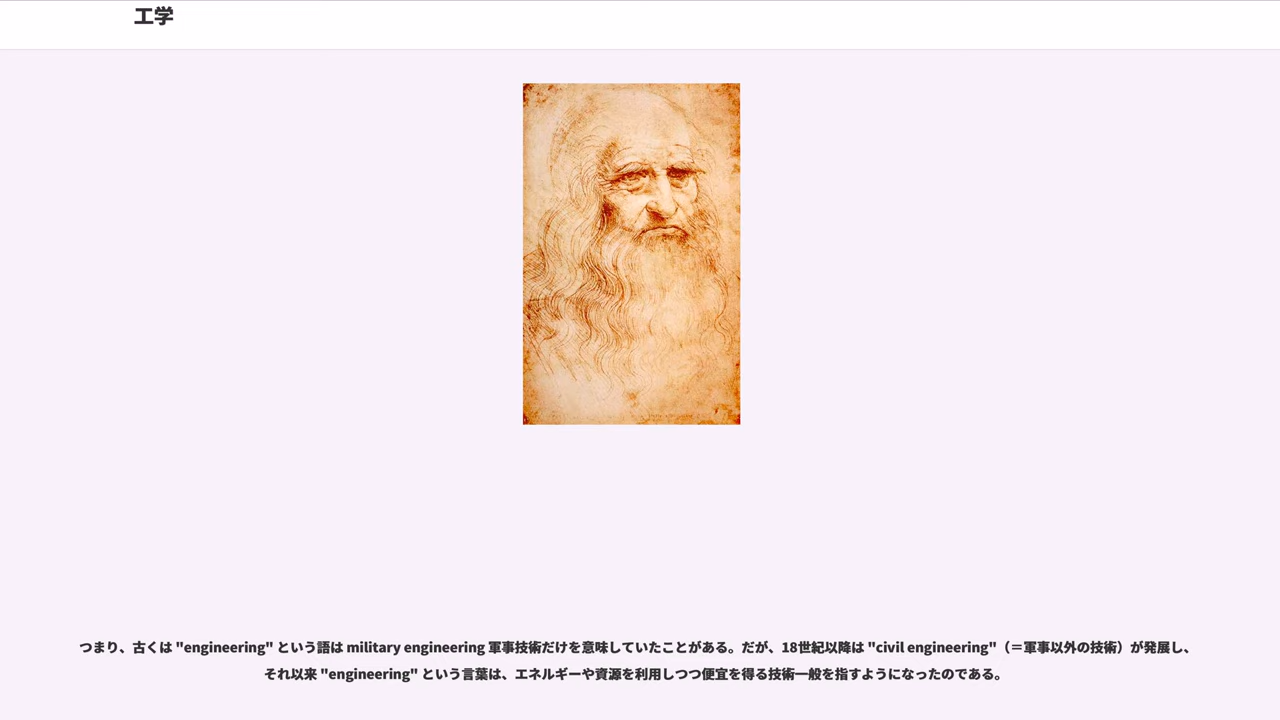 工学
つまり、古くは "engineering" という語は military engineering 軍事技術だけを意味していたことがある。だが、18世紀以降は "civil engineering"（＝軍事以外の技術）が発展し、
それ以来 "engineering" という言葉は、エネルギーや資源を利用しつつ便宜を得る技術一般を指すようになったのである。